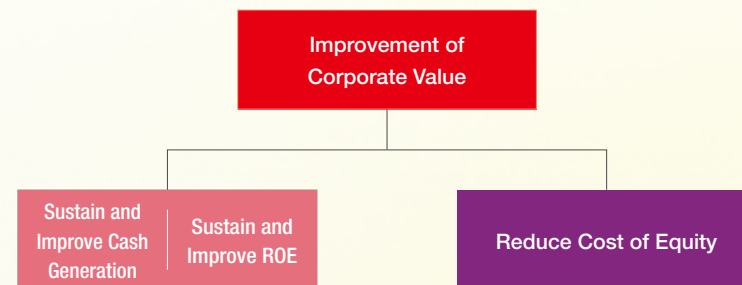 Improvement of
Corporate Value
Sustain and
Improve Cash
Generation
Sustain and
Improve ROE
Reduce Cost of Equity